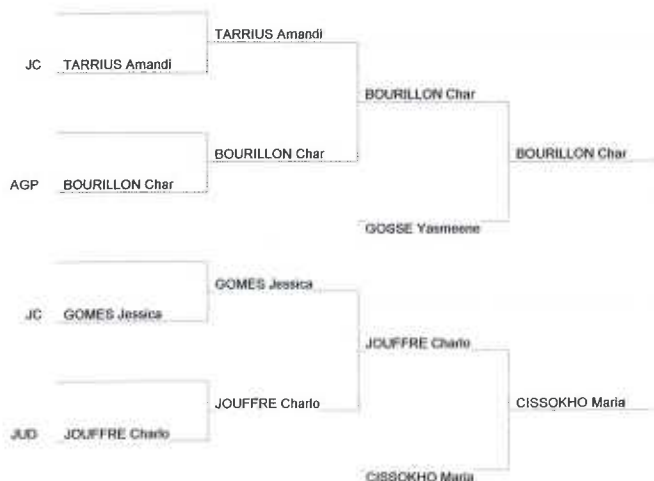 TARRIUS Amandi
JC TARRIUS Amandi
BOURILLON Char
BOURILLON Char
BOURILLON Char
AGP BOURILLON Char
GOSSE Yasmeene
GOMES Jessica
JC GOMES Jessica
JOUFFRE Charlo
JOUFFRE Charlo
CISSOKHO Maria
JUD JOUFFRE Charlo
CISSOKHO Maria